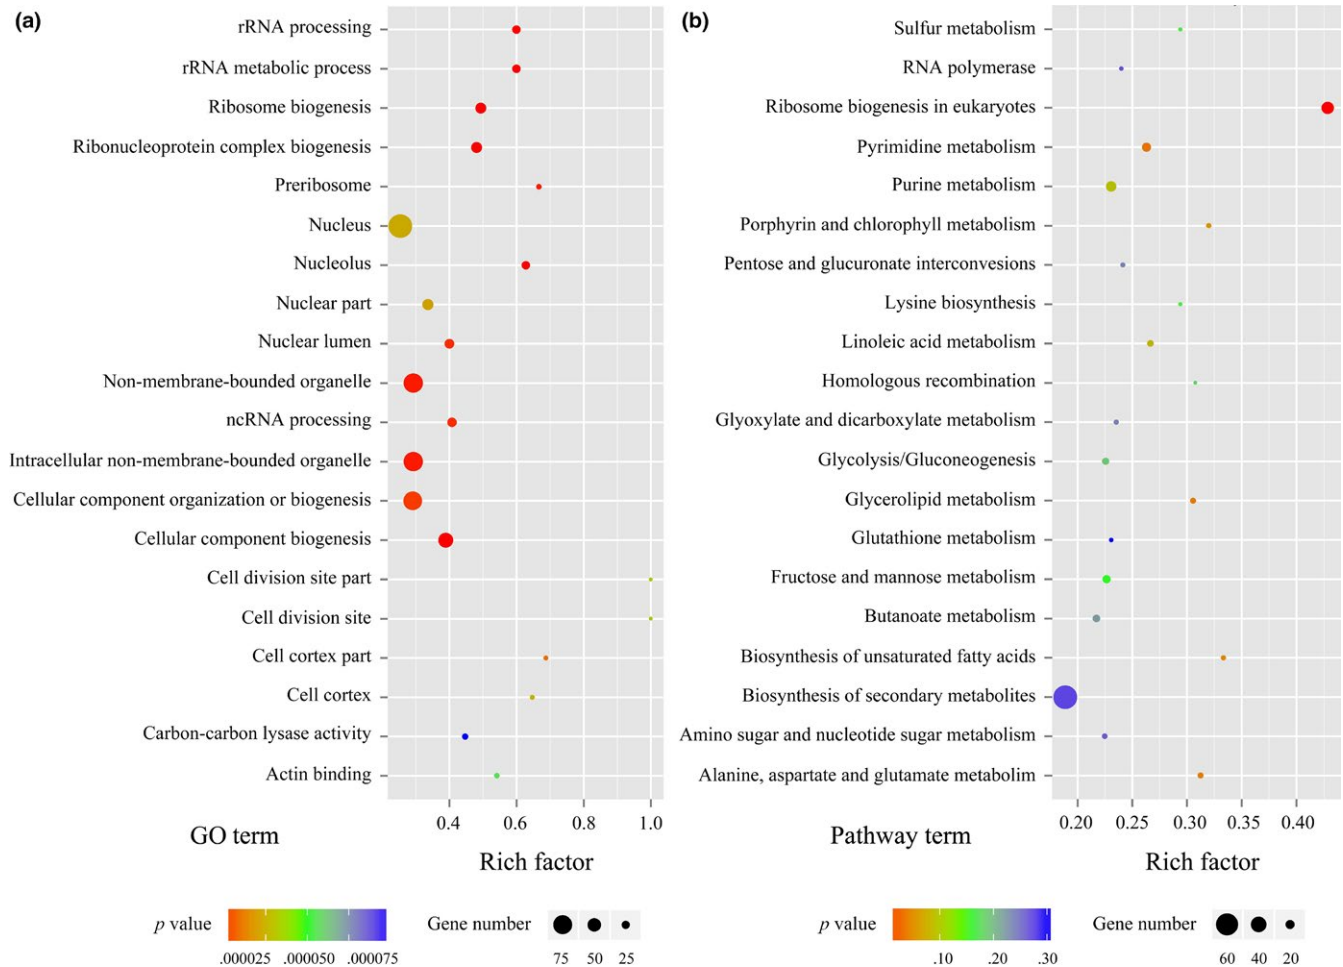 (a)
rRNA processing
rRNA metabolic process
Ribosome biogenesis
Ribonucleoprotein complex biogenesis
Preribosome
Nucleus
Nucleolus
Nuclear part
Nuclear lumen
Non-membrane-bounded organelle
ncRNA processing
Intracellular non-membrane-bounded organelle
Cellular component organization or biogenesis
Cellular component biogenesis
Cell division site part
Cell division site
Cell cortex part
Cell cortex
Carbon-carbon lysase activity
Actin binding
0.4 0.6 0.8 1.0
GO term
Rich factor
p value
.000025 .000050 .000075
Gene number
75 50 25
(b)
Sulfur metabolism
RNA polymerase
Ribosome biogenesis in eukaryotes
Pyrimidine metabolism
Purine metabolism
Porphyrin and chlorophyll metabolism
Pentose and glucuronate interconvesions
Lysine biosynthesis
Linoleic acid metabolism
Homologous recombination
Glyoxylate and dicarboxylate metabolism
Glycolysis/Gluconeogenesis
Glycerolipid metabolism
Glutathione metabolism
Fructose and mannose metabolism
Butanoate metabolism
Biosynthesis of unsaturated fatty acids
Biosynthesis of secondary metabolites
Amino sugar and nucleotide sugar metabolism
Alanine, aspartate and glutamate metabolim
0.20 0.25 0.30 0.35 0.40
Pathway term
Rich factor
p value
.10 .20 .30
Gene number
60 40 20